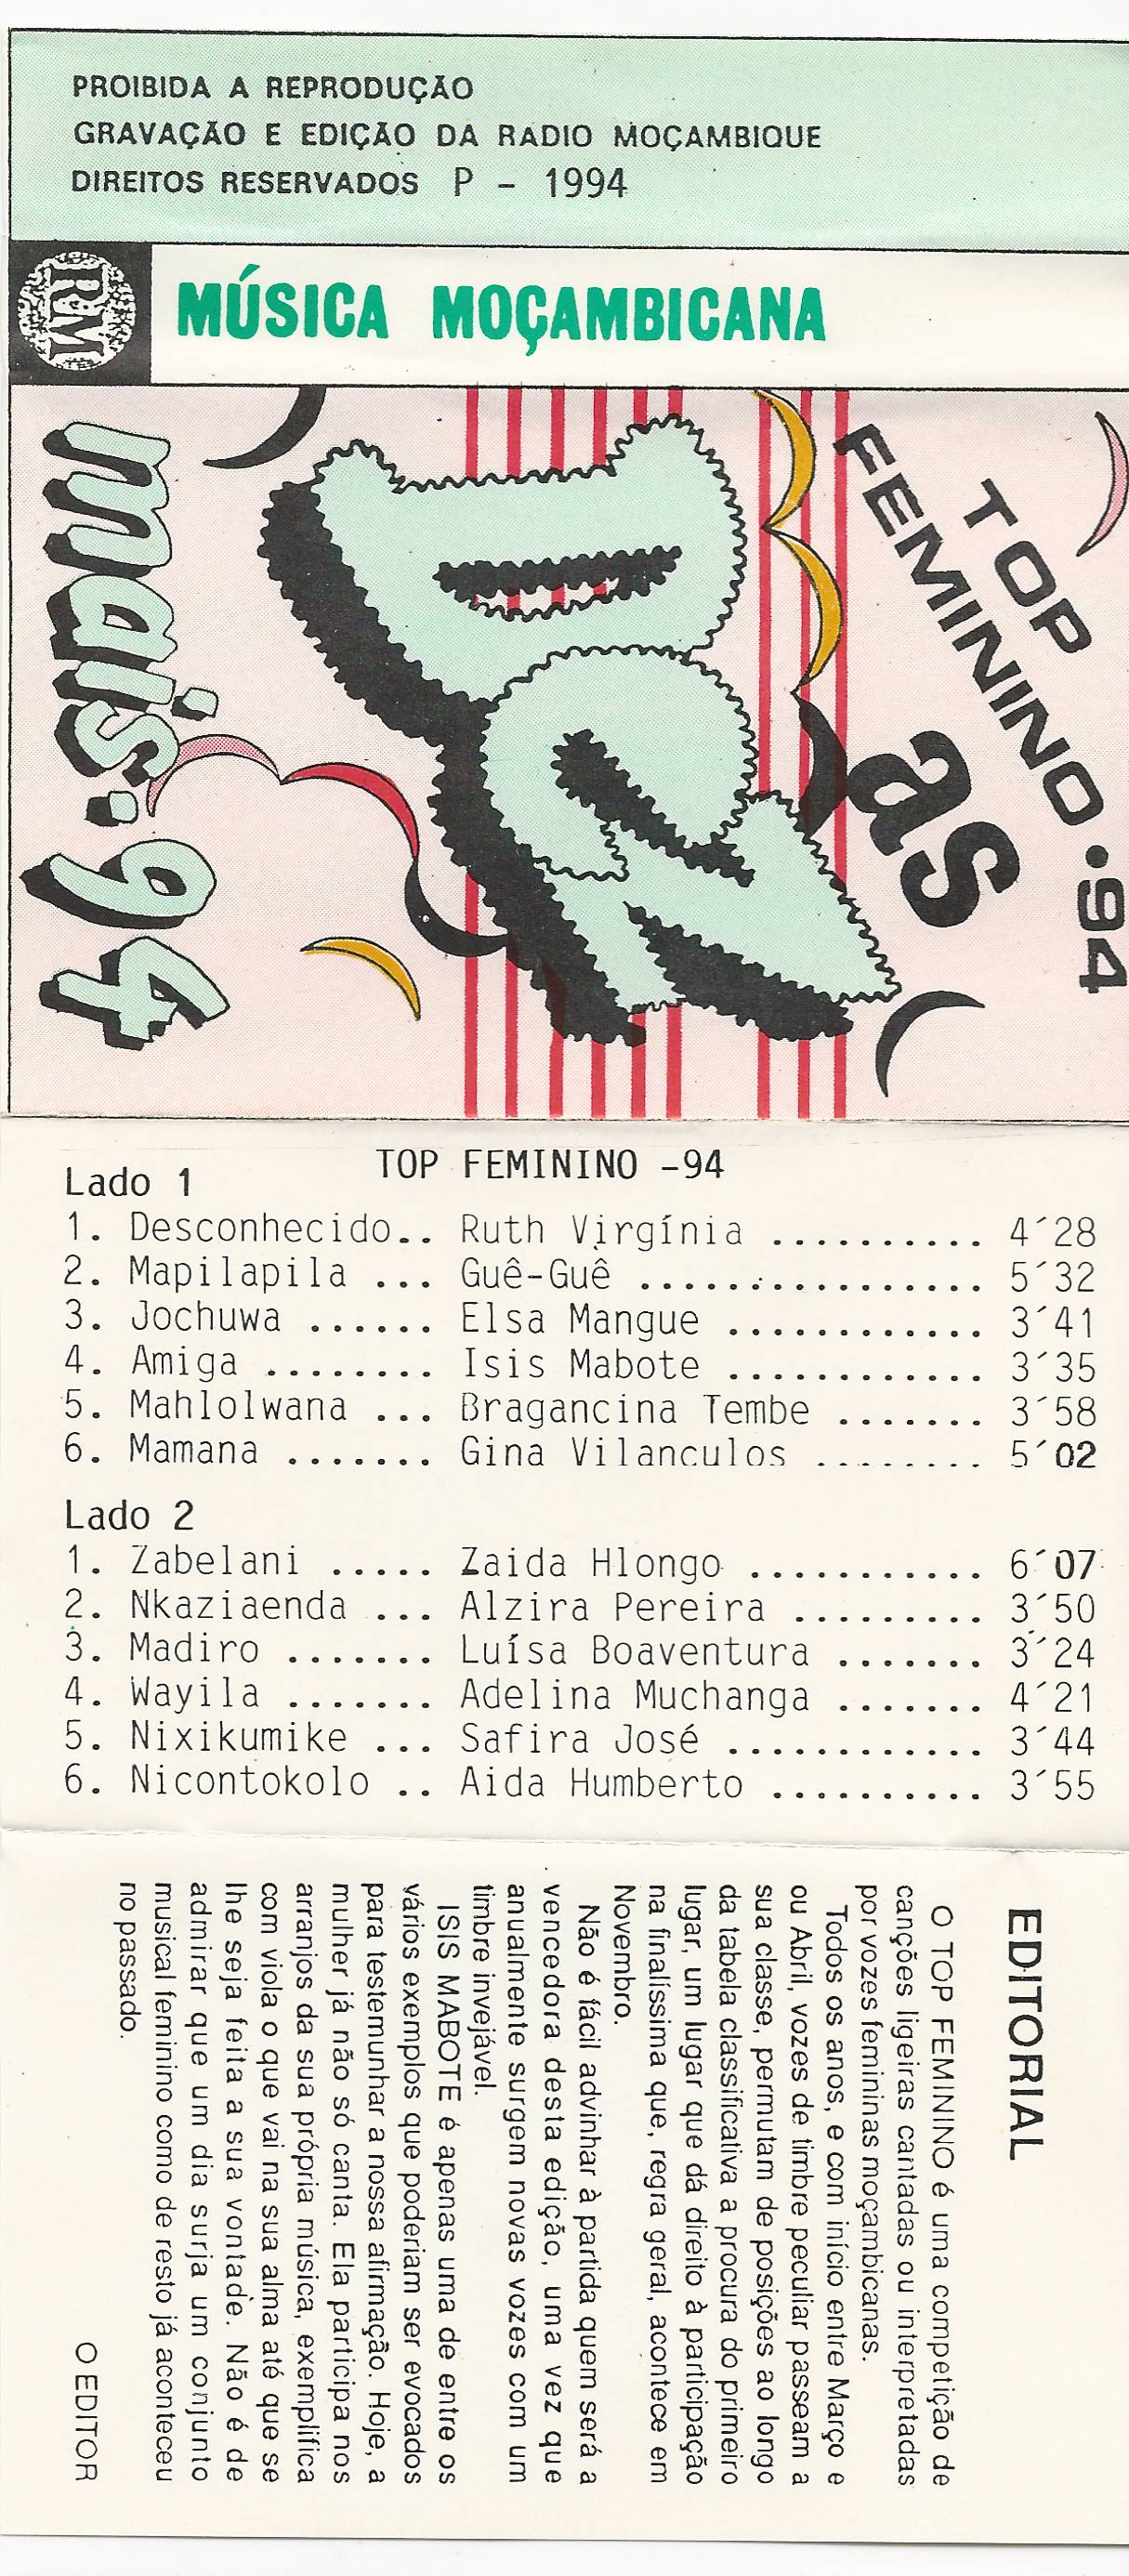 PROIBIDA A REPRODUÇÃO
GRAVAÇÃO E EDIÇÃO DA RADIO MOÇAMBIQUE
DIREITOS RESERVADOS P - 1994
RM
MÚSICA MOÇAMBICANA
TOP
FEMININO .94
as
DEZ
mais.94
TOP FEMININO -94
Lado 1
1. Desconhecido.. Ruth Virgínia .......... 4´28
2. Mapilapila ... Guê-Guê ................ 5´32
3. Jochuwa ...... Elsa Mangue ............ 3´41
4. Amiga ........ Isis Mabote ............ 3´35
5. Mahlolwana ... Bragancina Tembe ....... 3´58
6. Mamana ....... Gina Vilanculos ........ 5´02
Lado 2
1. Zabelani ..... Zaida Hlongo ........... 6´07
2. Nkaziaenda ... Alzira Pereira ......... 3´50
3. Madiro ....... Luísa Boaventura ....... 3´24
4. Wayila ....... Adelina Muchanga ....... 4´21
5. Nixikumike ... Safira José ............ 3´44
6. Nicontokolo .. Aida Humberto .......... 3´55
EDITORIAL
O TOP FEMININO é uma competição de
canções ligeiras cantadas ou interpretadas
por vozes femininas moçambicanas.
Todos os anos, e com início entre Março e
ou Abril, vozes de timbre peculiar passeam a
sua classe, permutam de posições ao longo
da tabela classificativa a procura do primeiro
lugar, um lugar que dá direito à participação
na finalíssima que, regra geral, acontece em
Novembro.
Não é fácil advinhar à partida quem será a
vencedora desta edição, uma vez que
anualmente surgem novas vozes com um
timbre invejável.
ISIS MABOTE é apenas uma de entre os
vários exemplos que poderiam ser evocados
para testemunhar a nossa afirmação. Hoje, a
mulher já não só canta. Ela participa nos
arranjos da sua própria música, exemplifica
com viola o que vai na sua alma até que se
lhe seja feita a sua vontade. Não é de
admirar que um dia surja um conjunto
musical feminino como de resto já aconteceu
no passado.
O EDITOR